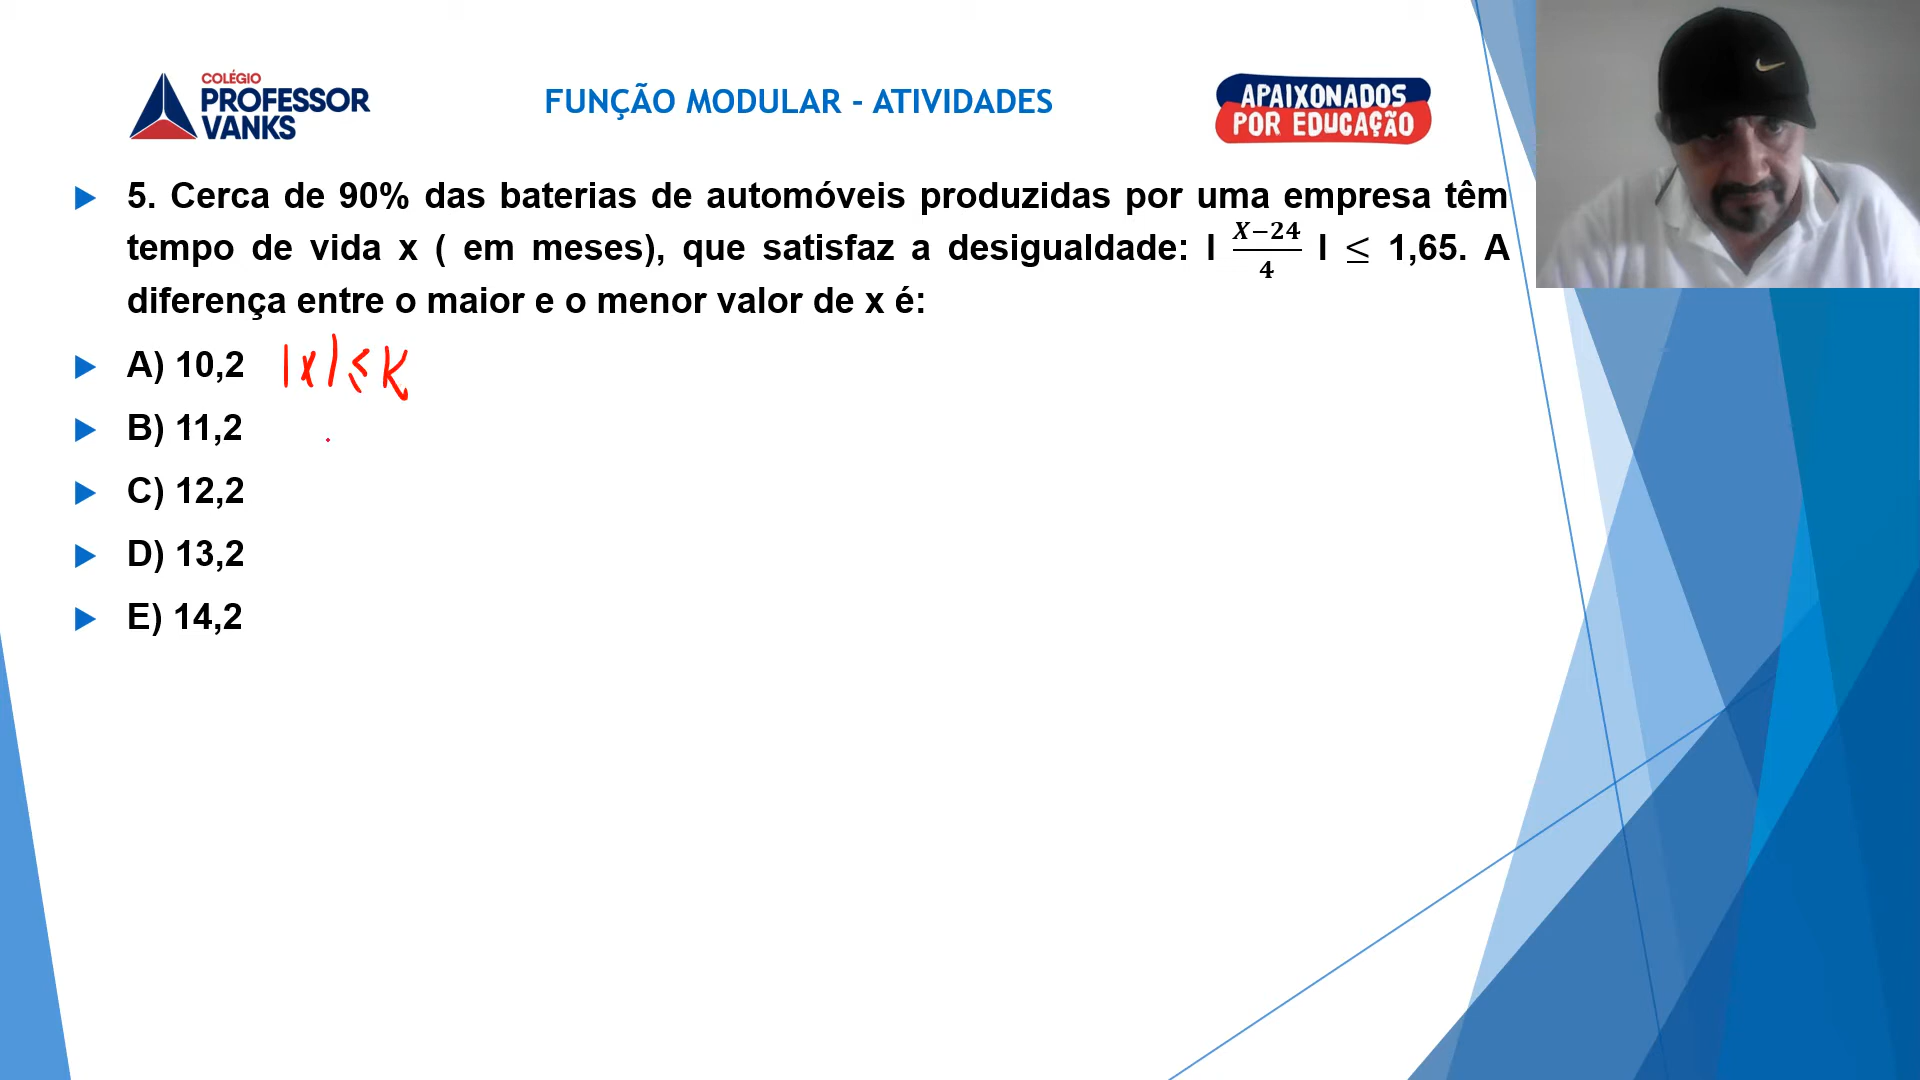 COLÉGIO
PROFESSOR
VANKS
FUNÇÃO MODULAR - ATIVIDADES
APAIXONADOS
POR EDUCAÇÃO
5. Cerca de 90% das baterias de automóveis produzidas por uma empresa têm
tempo de vida x ( em meses), que satisfaz a desigualdade: I \frac{X−24}{4} I ≤ 1,65. A
diferença entre o maior e o menor valor de x é:
A) 10,2 |x| ≤ K
B) 11,2
C) 12,2
D) 13,2
E) 14,2